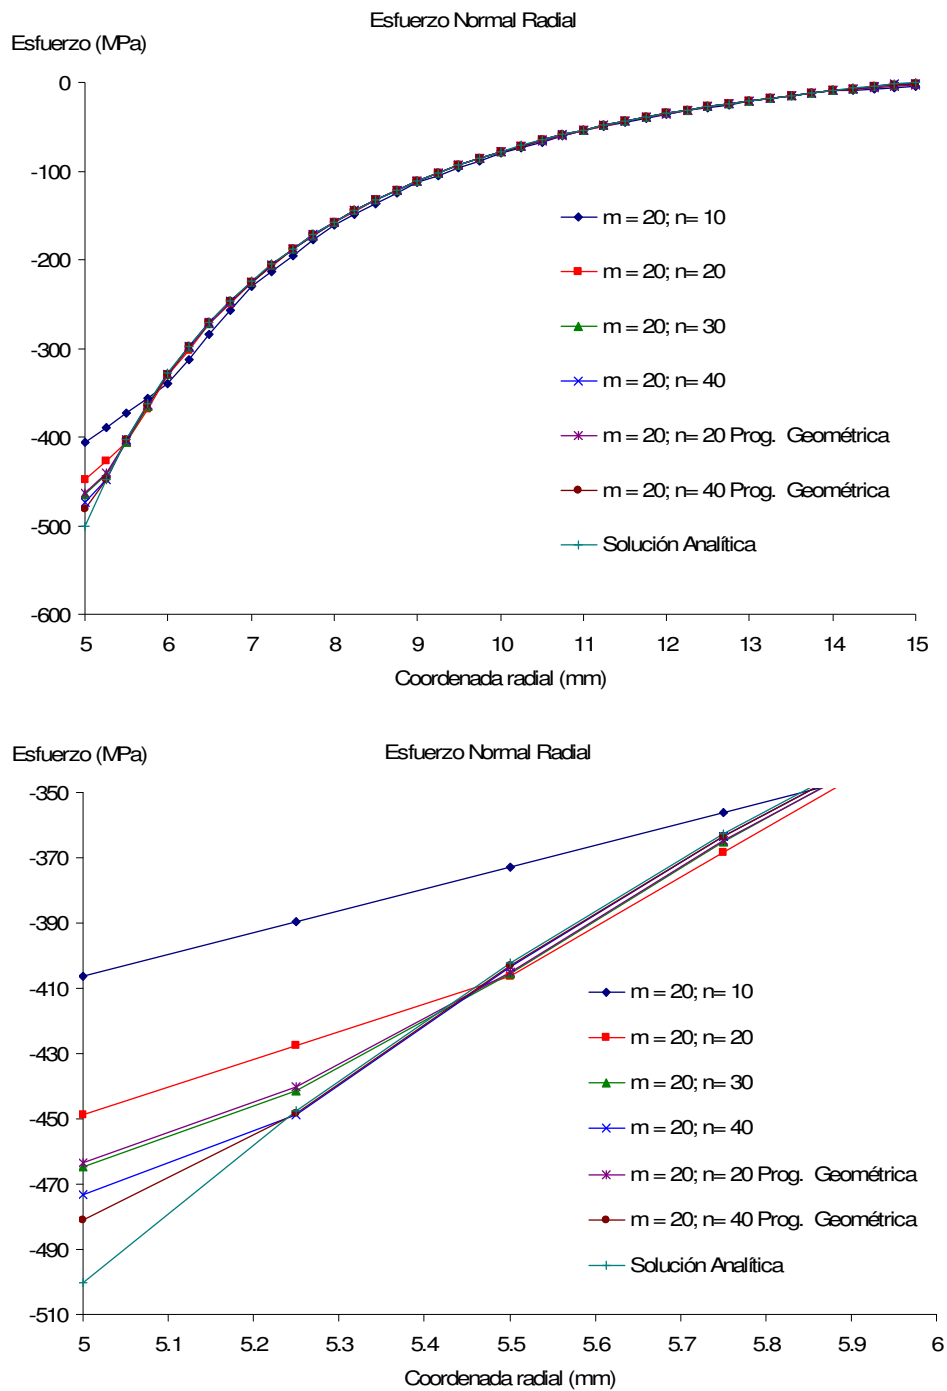 Esfuerzo Normal Radial
Esfuerzo (MPa)
0
-100
-200
-300
-400
-500
-600
m = 20; n= 10
m = 20; n= 20
m = 20; n= 30
m = 20; n= 40
m = 20; n= 20 Prog. Geométrica
m = 20; n= 40 Prog. Geométrica
Solución Analítica
5 6 7 8 9 10 11 12 13 14 15
Coordenada radial (mm)
Esfuerzo (MPa) Esfuerzo Normal Radial
-350
-370
-390
-410
-430
-450
-470
-490
-510
m = 20; n= 10
m = 20; n= 20
m = 20; n= 30
m = 20; n= 40
m = 20; n= 20 Prog. Geométrica
m = 20; n= 40 Prog. Geométrica
Solución Analítica
5 5.1 5.2 5.3 5.4 5.5 5.6 5.7 5.8 5.9 6
Coordenada radial (mm)